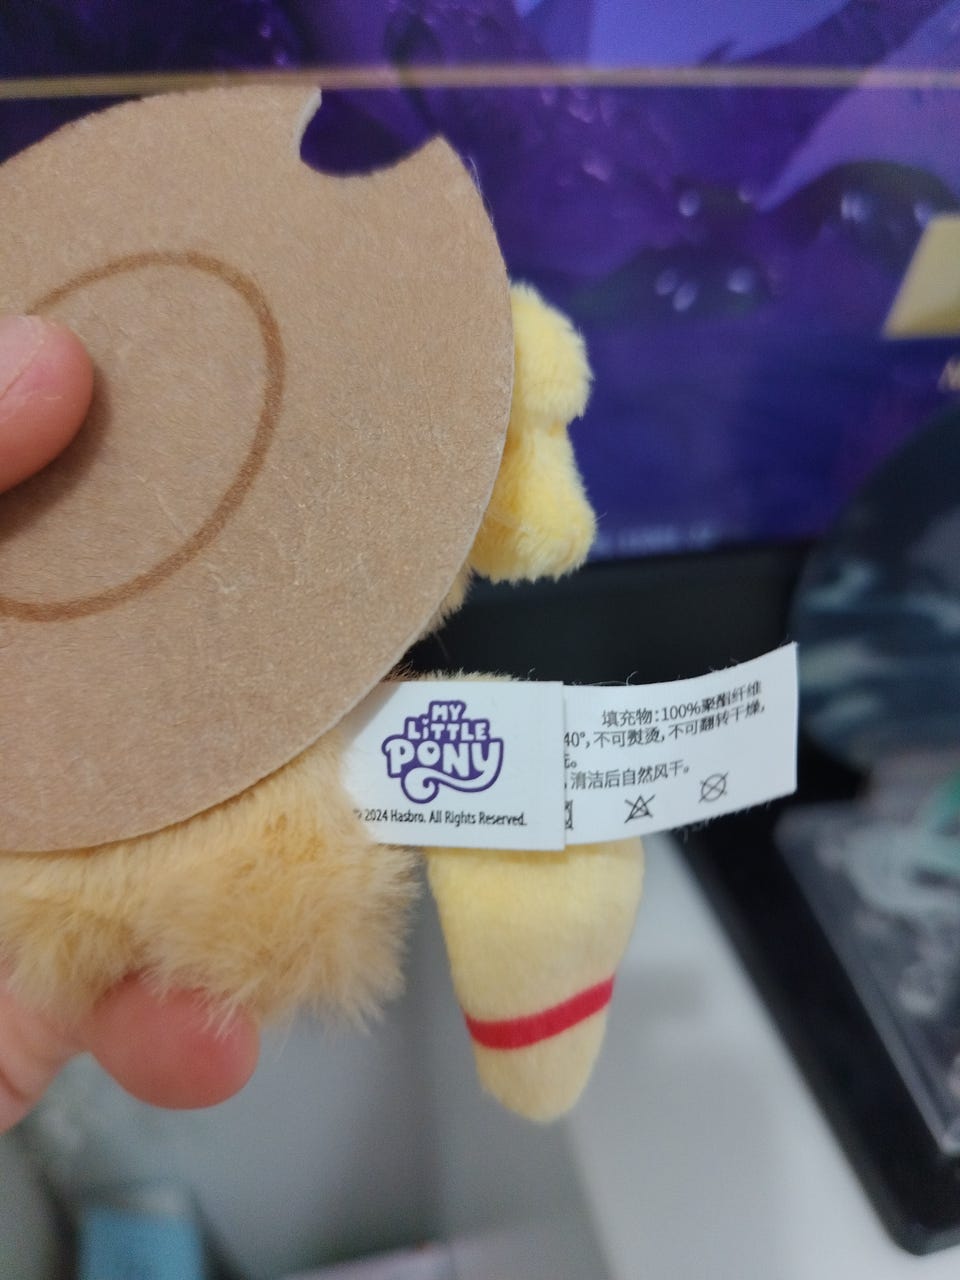 MY
LITTLE
PONY
2024 Hasbro. All Rights Reserved.
填充物:100%聚酯纤维
40°,不可熨烫,不可翻转干燥,
洗。
清洁后自然风干。